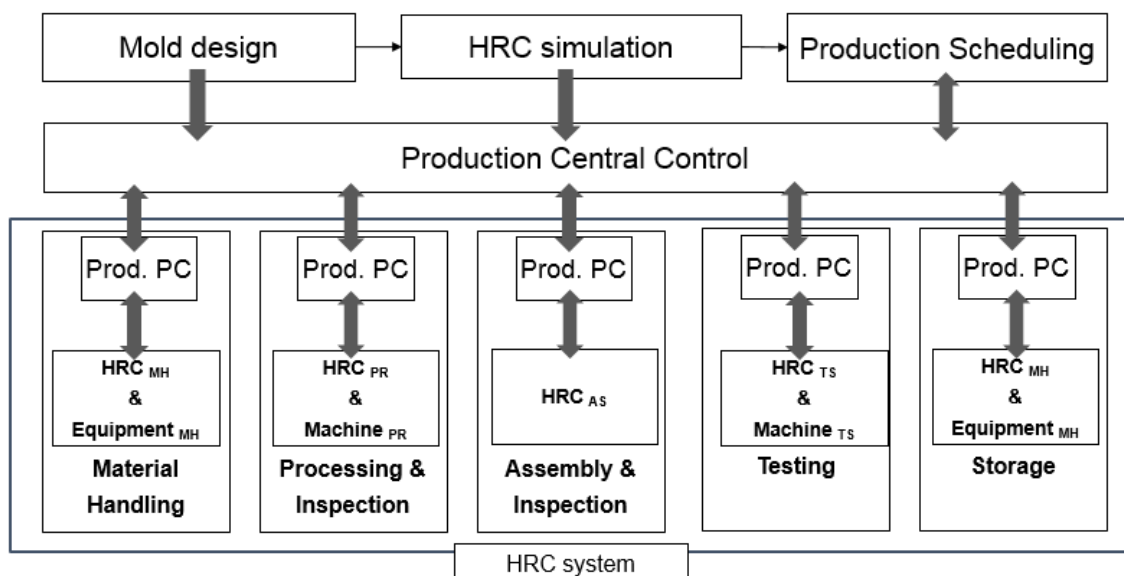 Mold design
HRC simulation
Production Scheduling
Production Central Control
Prod. PC
Prod. PC
Prod. PC
Prod. PC
Prod. PC
HRC MH
&
Equipment MH
HRC PR
&
Machine PR
HRC AS
HRC TS
&
Machine TS
HRC MH
&
Equipment MH
Material
Handling
Processing &
Inspection
Assembly &
Inspection
Testing
Storage
HRC system